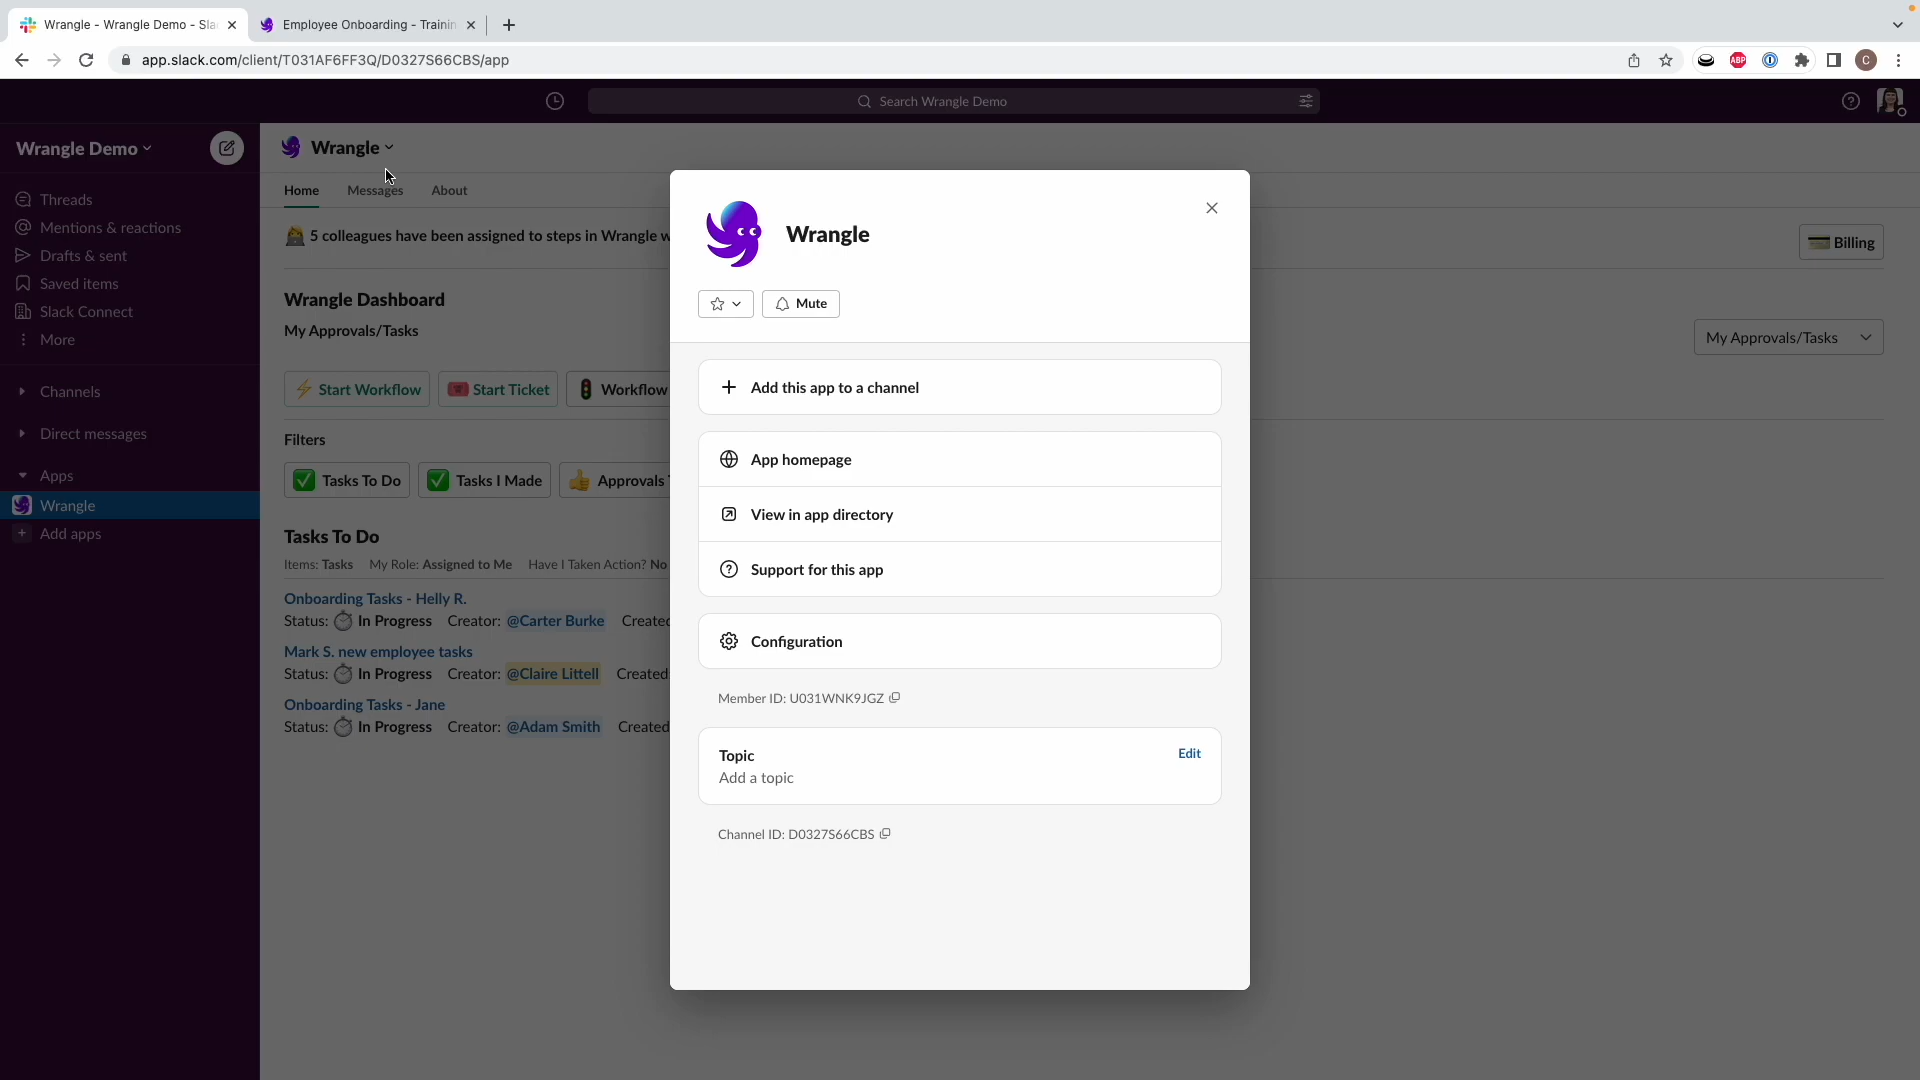 Wrangle - Wrangle Demo - Sla
Employee Onboarding - Trainin
app.slack.com/client/T031AF6FF3Q/D0327S66CBS/app
ABP
C
Search Wrangle Demo
Wrangle Demo
Threads
Mentions & reactions
Drafts & sent
Saved items
Slack Connect
More
Channels
Direct messages
Apps
Wrangle
Add apps
Wrangle
Home Messages About
5 colleagues have been assigned to steps in Wrangle w
Billing
Wrangle Dashboard
My Approvals/Tasks
My Approvals/Tasks
Start Workflow Start Ticket Workflow
Filters
Tasks To Do Tasks I Made Approvals T
Tasks To Do
Items: Tasks My Role: Assigned to Me Have I Taken Action? No
Onboarding Tasks - Helly R.
Status: In Progress Creator: @Carter Burke Created
Mark S. new employee tasks
Status: In Progress Creator: @Claire Littell Created:
Onboarding Tasks - Jane
Status: In Progress Creator: @Adam Smith Created
Wrangle
Mute
Add this app to a channel
App homepage
View in app directory
Support for this app
Configuration
Member ID: U031WNK9JGZ
Topic
Edit
Add a topic
Channel ID: D0327S66CBS